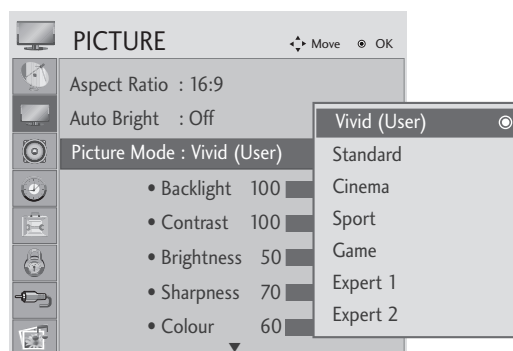 PICTURE
Move OK
Aspect Ratio : 16:9
Auto Bright : Off
Picture Mode : Vivid (User)
• Backlight 100
• Contrast 100
• Brightness 50
• Sharpness 70
• Colour 60
Vivid (User)
Standard
Cinema
Sport
Game
Expert 1
Expert 2